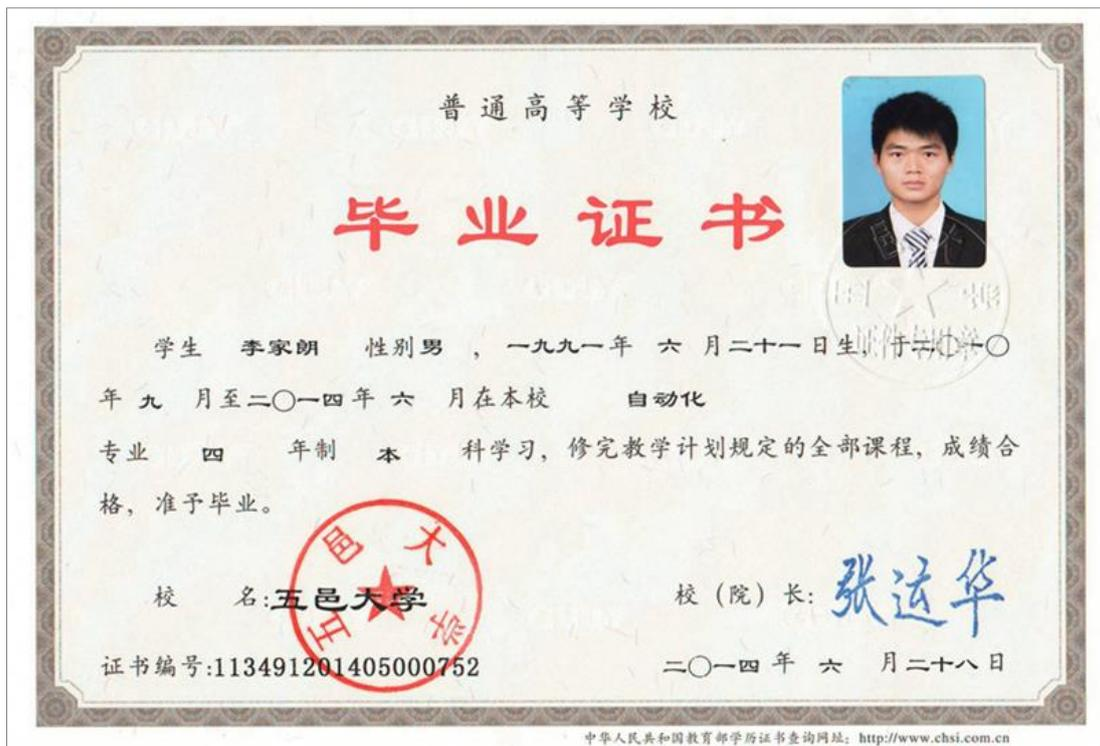 普通高等学校
毕业证书
学生 李家朗 性别 男 ，一九九一年 六 月二十一日生，于二〇一〇
年 九 月至二〇一四年 六 月在本校 自动化
专业 四 年制 本 科学习，修完教学计划规定的全部课程，成绩合
格，准予毕业。
五邑大学
校 名:五邑大学
校（院）长: 张运华
证书编号:113491201405000752
二〇一四年 六 月二十八日
中华人民共和国教育部学历证书查询网址: http://www.chsi.com.cn